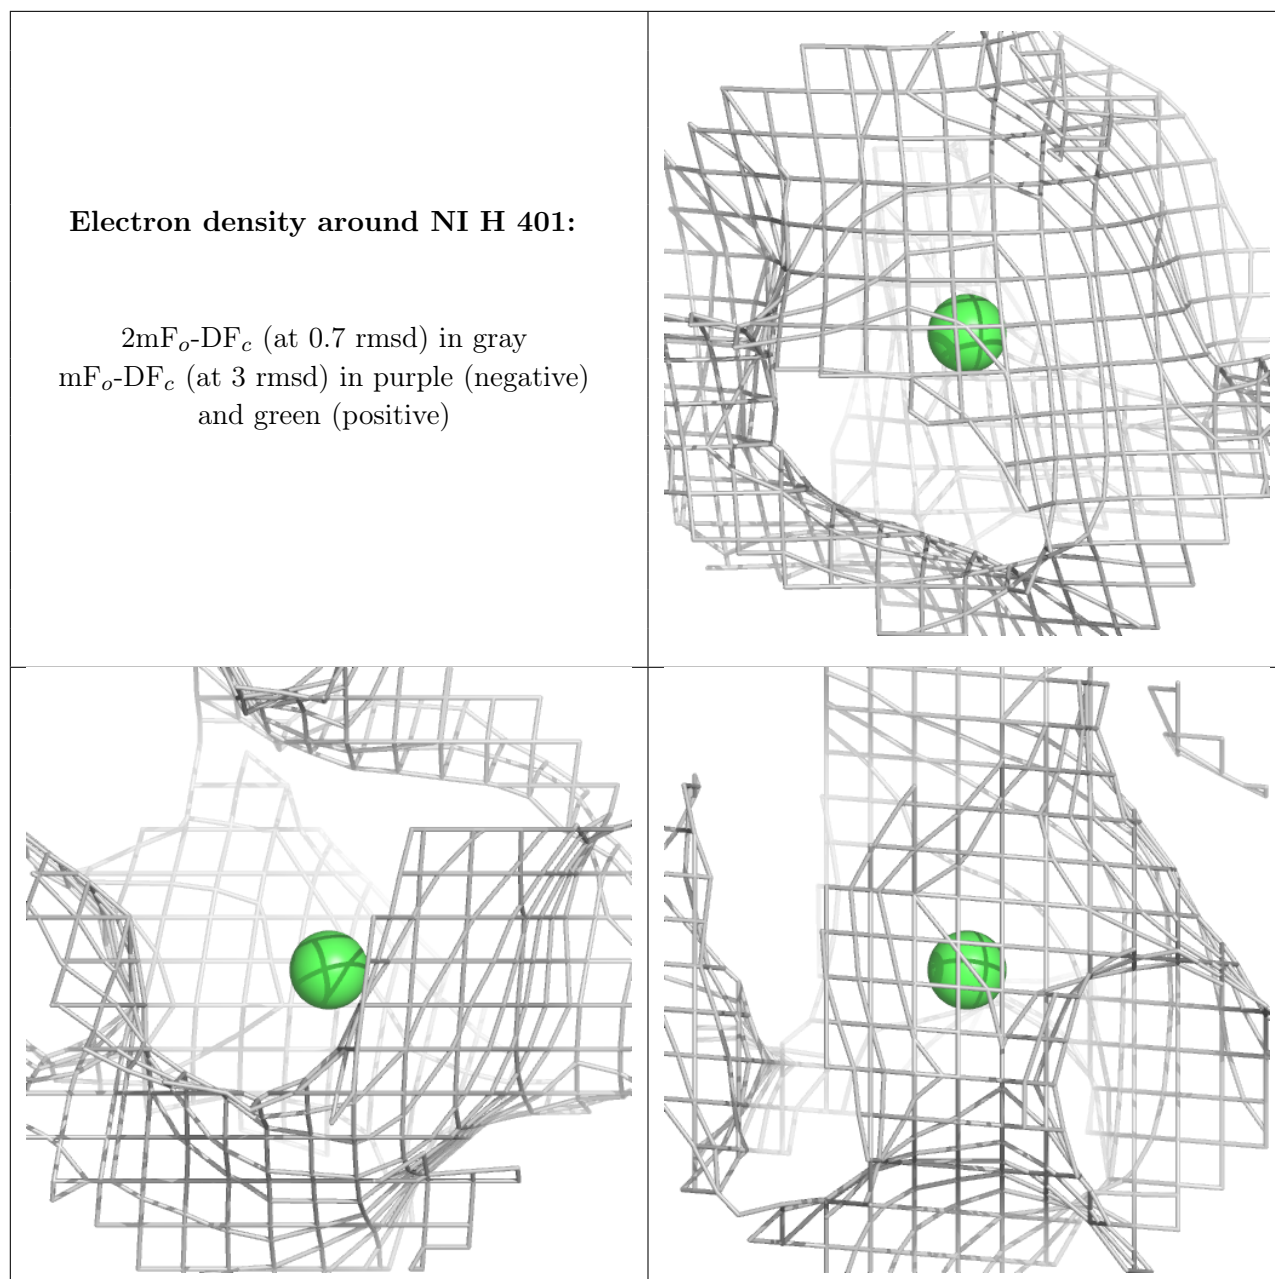 Electron density around NI H 401:
2mFo-DFc (at 0.7 rmsd) in gray
mFo-DFc (at 3 rmsd) in purple (negative)
and green (positive)